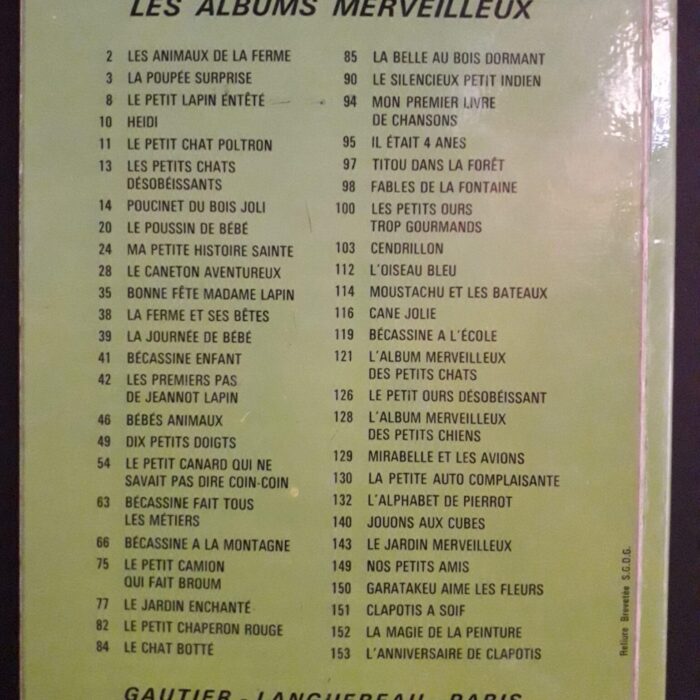 LES ALBUMS MERVEILLEUX
2 LES ANIMAUX DE LA FERME
3 LA POUPÉE SURPRISE
8 LE PETIT LAPIN ÉNTÊTÉ
10 HEIDI
11 LE PETIT CHAT POLTRON
13 LES PETITS CHATS
DÉSOBÉISSANTS
14 POUCINET DU BOIS JOLI
20 LE POUSSIN DE BÉBÉ
24 MA PETITE HISTOIRE SAINTE
28 LE CANETON AVENTUREUX
35 BONNE FÊTE MADAME LAPIN
38 LA FERME ET SES BÊTES
39 LA JOURNÉE DE BÉBÉ
41 BÉCASSINE ENFANT
42 LES PREMIERS PAS
DE JEANNOT LAPIN
46 BÉBÉS ANIMAUX
49 DIX PETITS DOIGTS
54 LE PETIT CANARD QUI NE
SAVAIT PAS DIRE COIN-COIN
63 BÉCASSINE FAIT TOUS
LES MÉTIERS
66 BÉCASSINE A LA MONTAGNE
75 LE PETIT CAMION
QUI FAIT BROUM
77 LE JARDIN ENCHANTÉ
82 LE PETIT CHAPERON ROUGE
84 LE CHAT BOTTÉ
85 LA BELLE AU BOIS DORMANT
90 LE SILENCIEUX PETIT INDIEN
94 MON PREMIER LIVRE
DE CHANSONS
95 IL ÉTAIT 4 ANES
97 TITOU DANS LA FORÊT
98 FABLES DE LA FONTAINE
100 LES PETITS OURS
TROP GOURMANDS
103 CENDRILLON
112 L'OISEAU BLEU
114 MOUSTACHU ET LES BATEAUX
116 CANE JOLIE
119 BÉCASSINE A L'ÉCOLE
121 L'ALBUM MERVEILLEUX
DES PETITS CHATS
126 LE PETIT OURS DÉSOBÉISSANT
128 L'ALBUM MERVEILLEUX
DES PETITS CHIENS
129 MIRABELLE ET LES AVIONS
130 LA PETITE AUTO COMPLAISANTE
132 L'ALPHABET DE PIERROT
140 JOUONS AUX CUBES
143 LE JARDIN MERVEILLEUX
149 NOS PETITS AMIS
150 GARATAKEU AIME LES FLEURS
151 CLAPOTIS A SOIF
152 LA MAGIE DE LA PEINTURE
153 L'ANNIVERSAIRE DE CLAPOTIS
Reliure Brevetée S.G.D.G.
GAUTIER - LANGUEREAU - PARIS